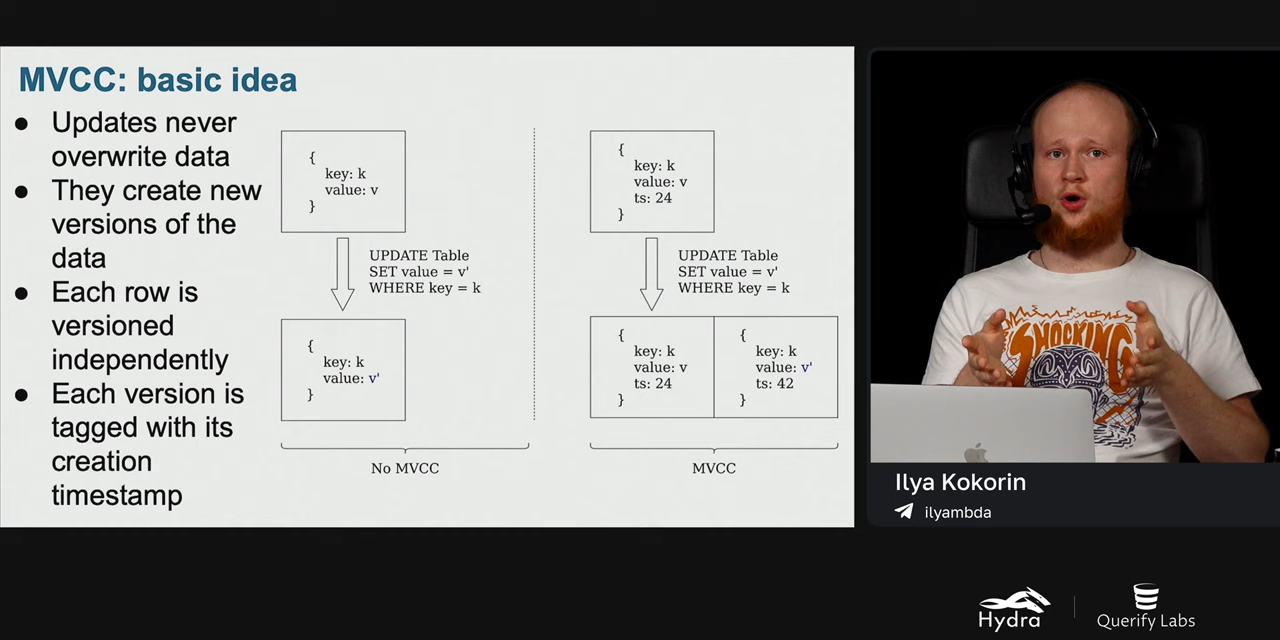 MVCC: basic idea
● Updates never
overwrite data
● They create new
versions of the
data
● Each row is
versioned
independently
● Each version is
tagged with its
creation
timestamp
{
key: k
value: v
}
UPDATE Table
SET value = v'
WHERE key = k
{
key: k
value: v'
}
No MVCC
{
key: k
value: v
ts: 24
}
UPDATE Table
SET value = v'
WHERE key = k
{
key: k
value: v
ts: 24
}
{
key: k
value: v'
ts: 42
}
MVCC
SHOCKING
Ilya Kokorin
ilyambda
Hydra
Querify Labs